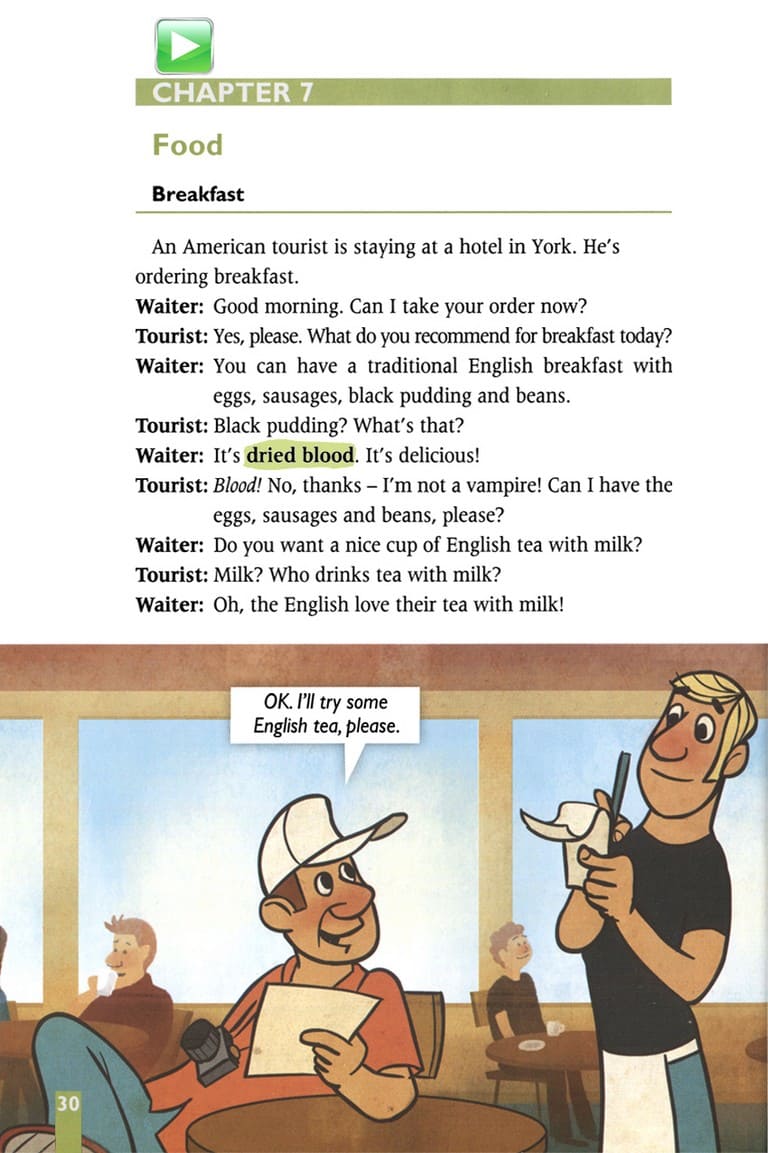 CHAPTER 7
Food
Breakfast
An American tourist is staying at a hotel in York. He's
ordering breakfast.
Waiter: Good morning. Can I take your order now?
Tourist: Yes, please. What do you recommend for breakfast today?
Waiter: You can have a traditional English breakfast with
eggs, sausages, black pudding and beans.
Tourist: Black pudding? What's that?
Waiter: It's dried blood. It's delicious!
Tourist: Blood! No, thanks – I'm not a vampire! Can I have the
eggs, sausages and beans, please?
Waiter: Do you want a nice cup of English tea with milk?
Tourist: Milk? Who drinks tea with milk?
Waiter: Oh, the English love their tea with milk!
OK. I'll try some
English tea, please.
30